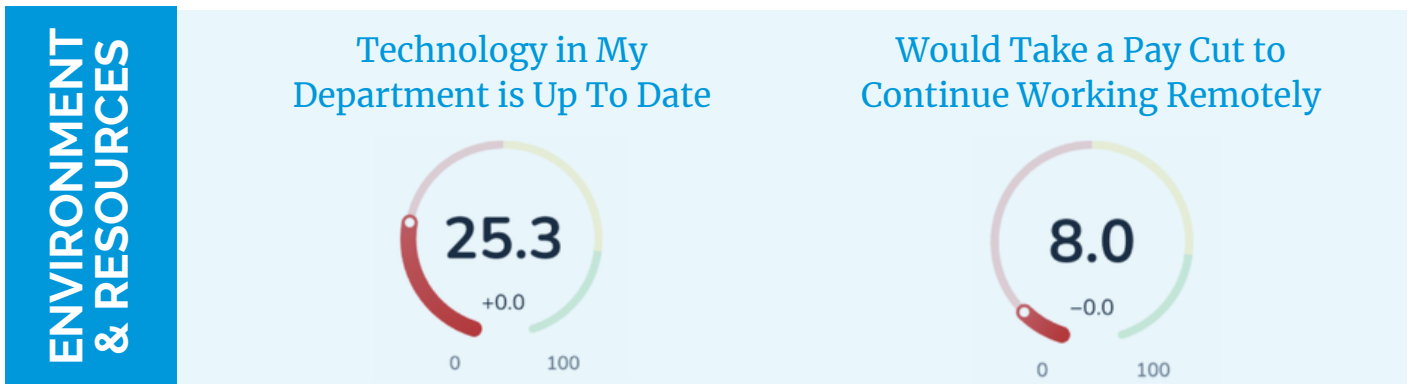 ENVIRONMENT
& RESOURCES
Technology in My
Department is Up To Date
25.3
+0.0
0 100
Would Take a Pay Cut to
Continue Working Remotely
8.0
−0.0
0 100